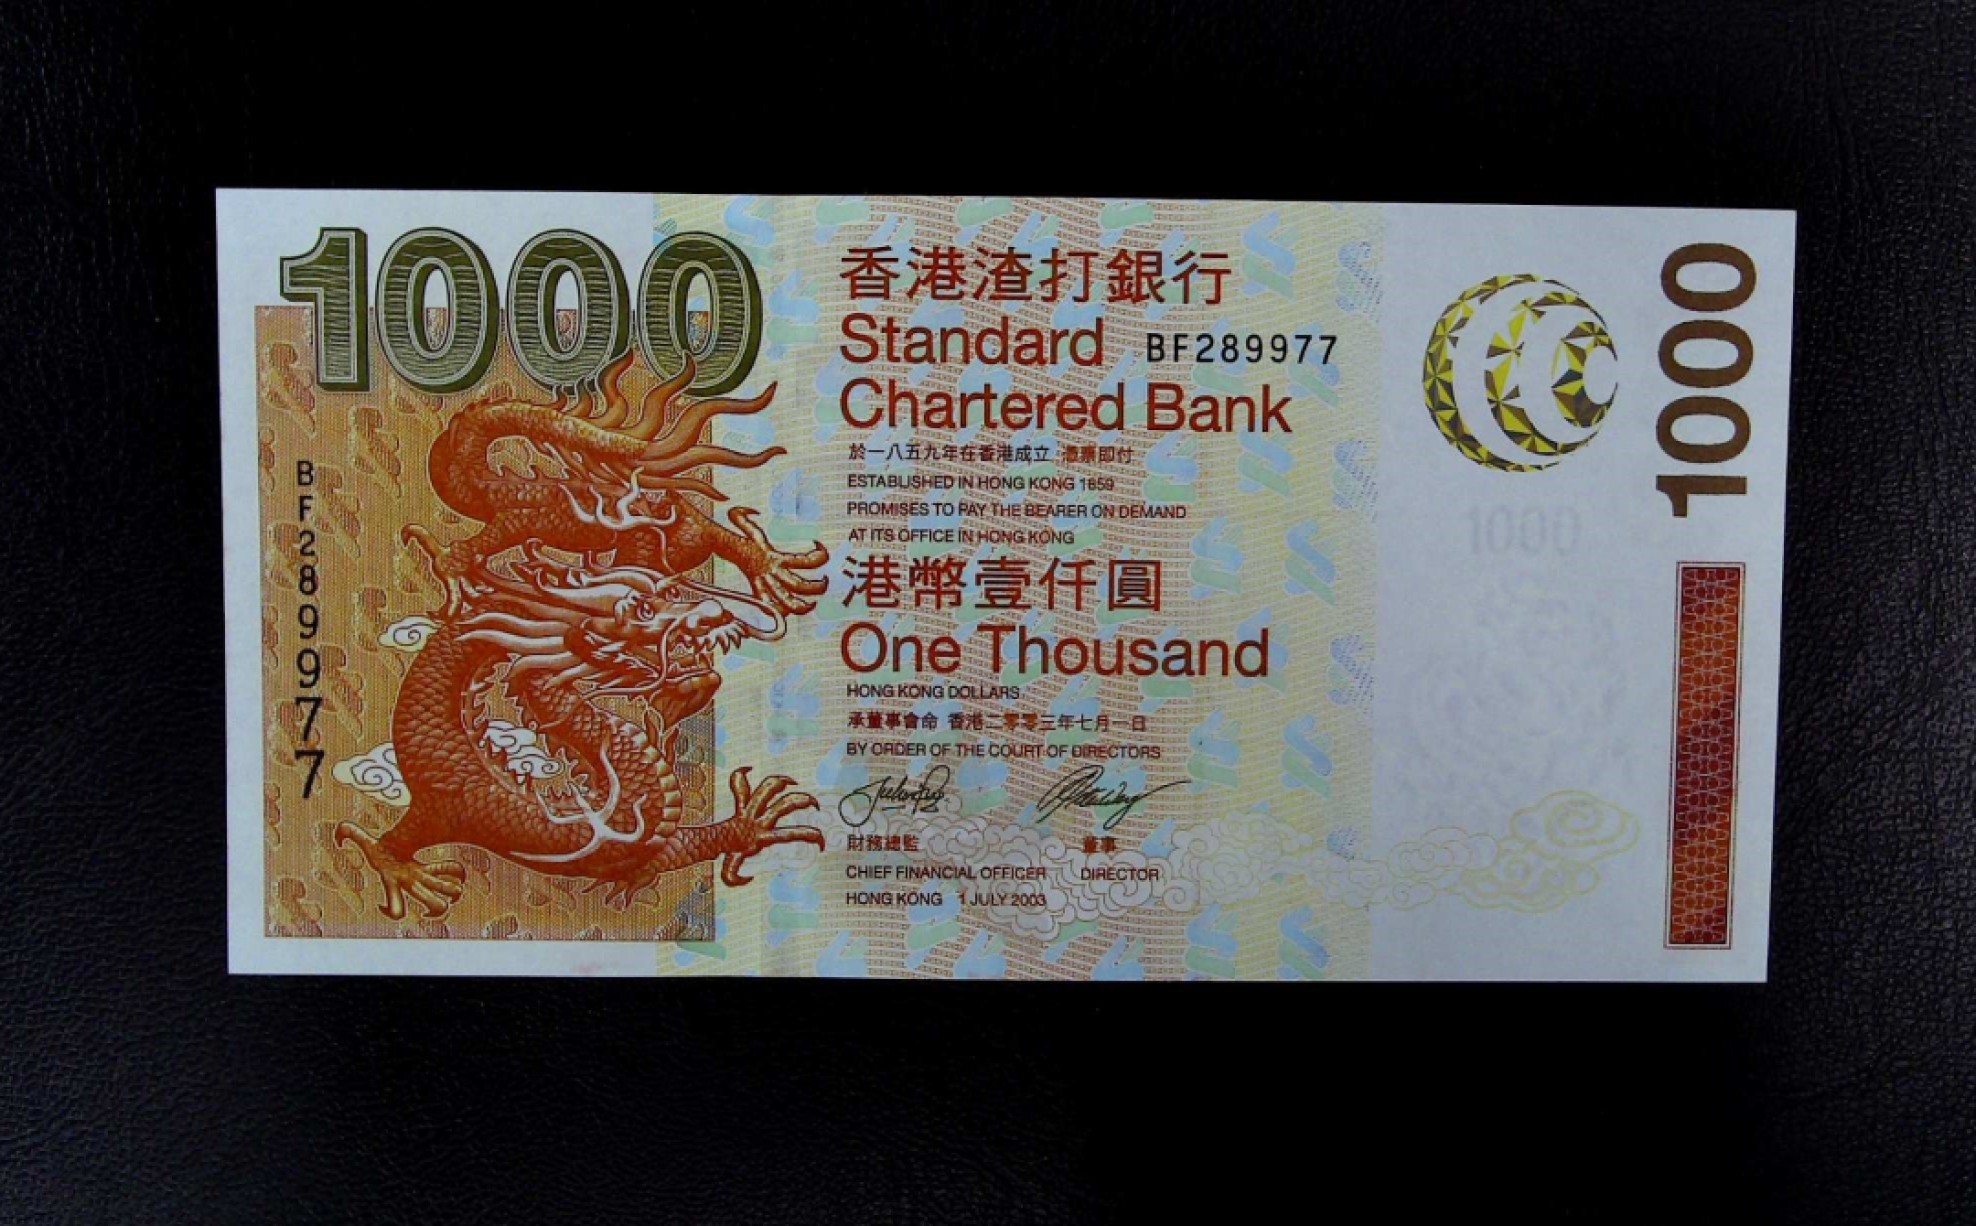 1000
香港渣打銀行
Standard
BF289977
Chartered Bank
於一八五九年在香港成立 憑票即付
ESTABLISHED IN HONG KONG 1859
PROMISES TO PAY THE BEARER ON DEMAND
AT ITS OFFICE IN HONG KONG
港幣壹仟圓
One Thousand
HONG KONG DOLLARS
承董事會命 香港二零零三年七月一日
BY ORDER OF THE COURT OF DIRECTORS
財務總監 董事
CHIEF FINANCIAL OFFICER DIRECTOR
HONG KONG 1 JULY 2003
BF289977
1000
1000